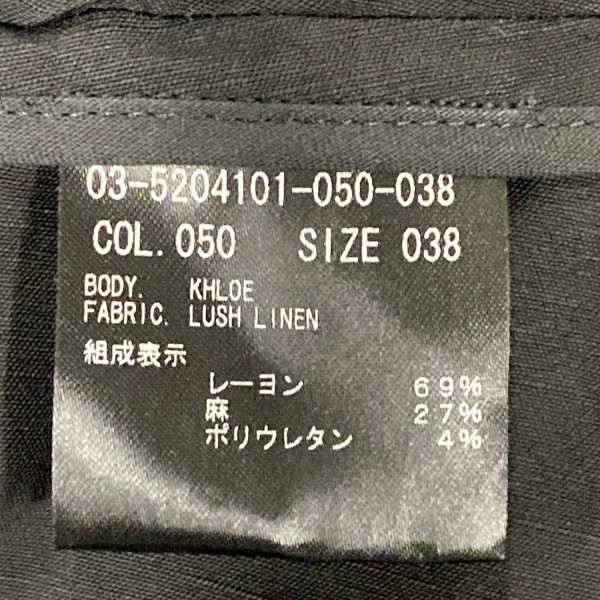 03-5204101-050-038
COL. 050 SIZE 038
BODY. KHLOE
FABRIC. LUSH LINEN
組成表示
レーヨン 69%
麻 27%
ポリウレタン 4%